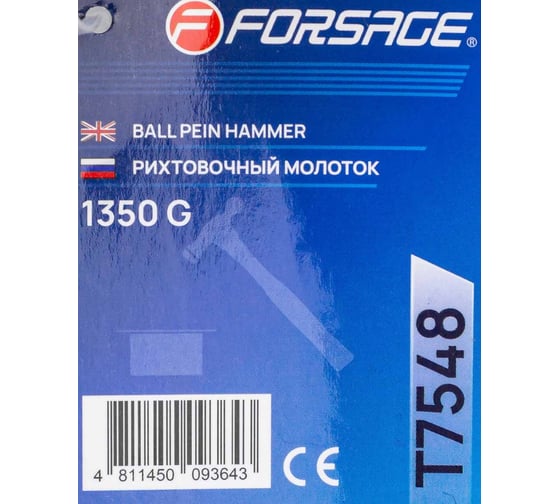 FORSAGE®
BALL PEIN HAMMER
РИХТОВОЧНЫЙ МОЛОТОК
1350 G
T7548
4 811450 093643
CE